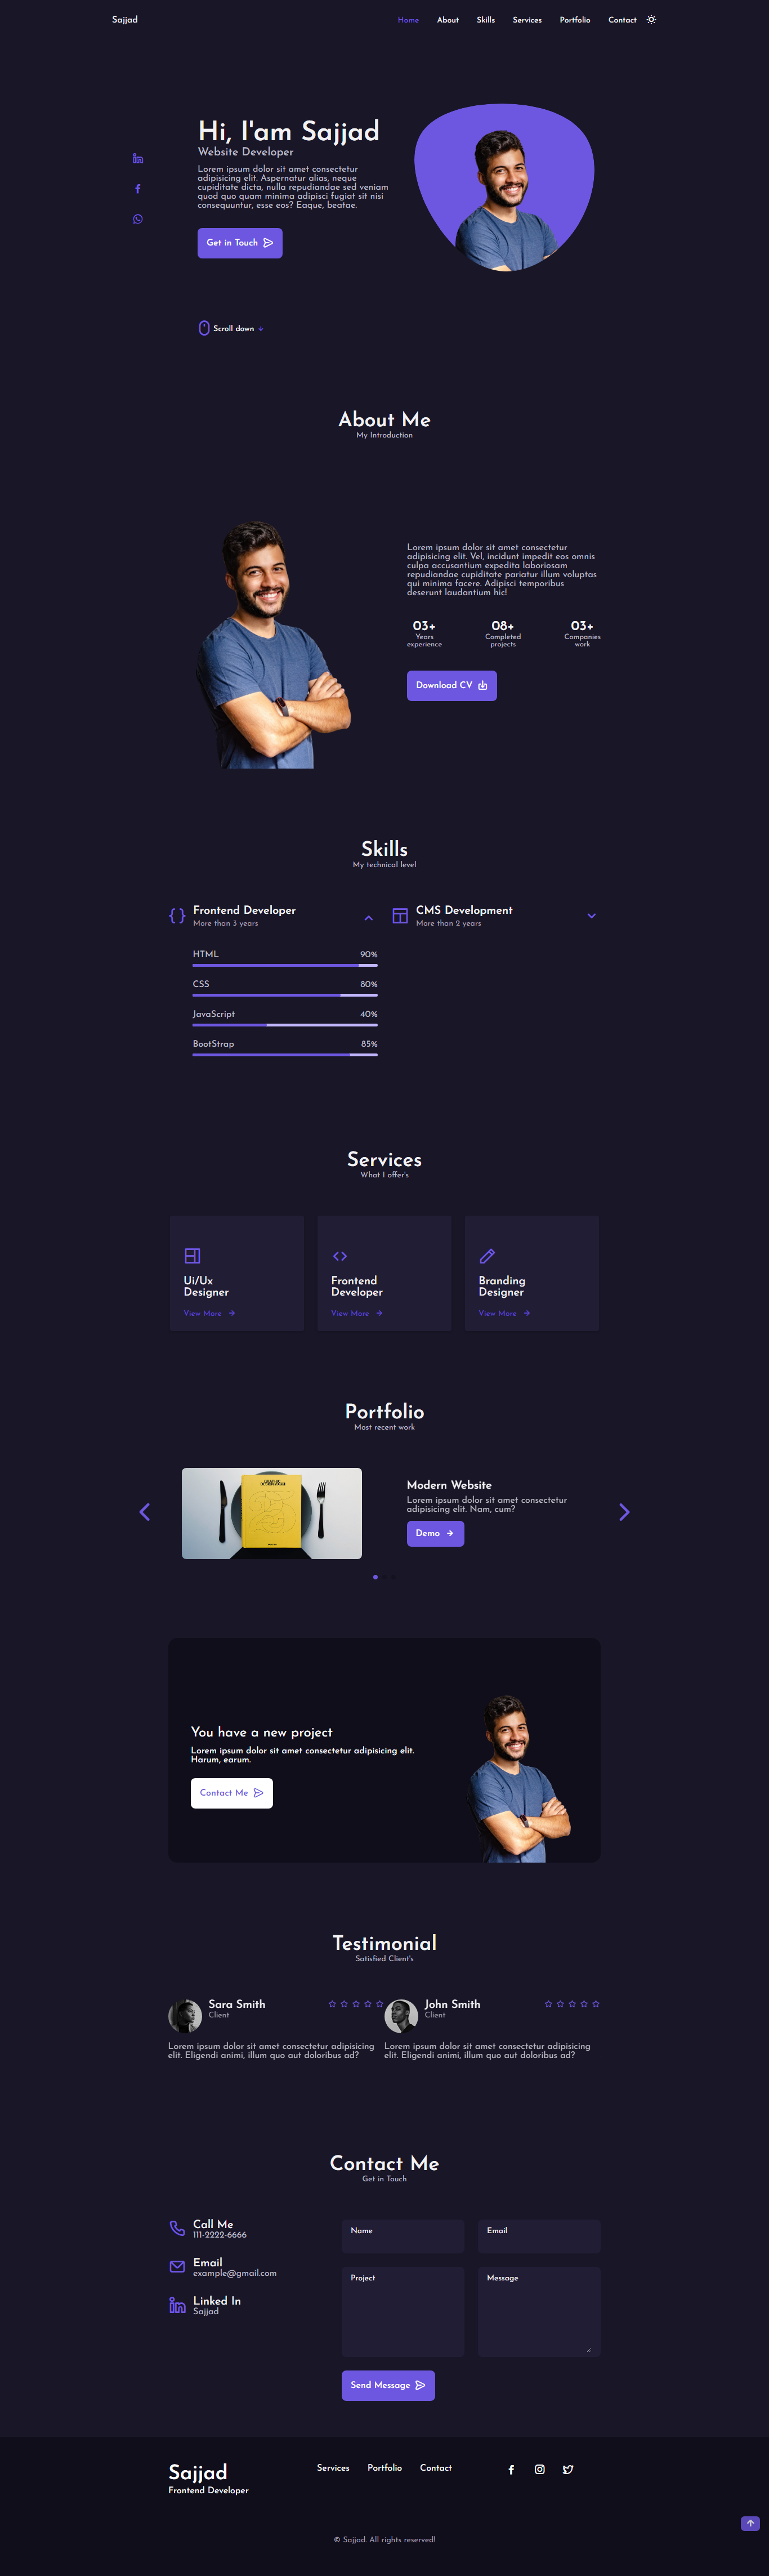 Sajjad
Home About Skills Services Portfolio Contact
Hi, I'am Sajjad
Website Developer
Lorem ipsum dolor sit amet consectetur
adipisicing elit. Aspernatur alias, neque
cupiditate dicta, nulla repudiandae sed veniam
quod quo quam minima adipisci fugiat sit nisi
consequuntur, esse eos? Eaque, beatae.
Get in Touch
Scroll down
About Me
My Introduction
Lorem ipsum dolor sit amet consectetur
adipisicing elit. Vel, incidunt impedit eos omnis
culpa accusantium expedita laboriosam
repudiandae cupiditate pariatur illum voluptas
qui minima facere. Adipisci temporibus
deserunt laudantium hic!
03+ 08+ 03+
Years Completed Companies
experience projects work
Download CV
Skills
My technical level
Frontend Developer
More than 3 years
HTML 90%
CSS 80%
JavaScript 40%
BootStrap 85%
CMS Development
More than 2 years
Services
What I offer's
Ui/Ux
Designer
View More
Frontend
Developer
View More
Branding
Designer
View More
Portfolio
Most recent work
Modern Website
Lorem ipsum dolor sit amet consectetur
adipisicing elit. Nam, cum?
Demo
You have a new project
Lorem ipsum dolor sit amet consectetur adipisicing elit.
Harum, earum.
Contact Me
Testimonial
Satisfied Client's
Sara Smith
Client
Lorem ipsum dolor sit amet consectetur adipisicing
elit. Eligendi animi, illum quo aut doloribus ad?
John Smith
Client
Lorem ipsum dolor sit amet consectetur adipisicing
elit. Eligendi animi, illum quo aut doloribus ad?
Contact Me
Get in Touch
Call Me
111-2222-6666
Email
example@gmail.com
Linked In
Sajjad
Name
Email
Project
Message
Send Message
Sajjad
Frontend Developer
Services Portfolio Contact
© Sajjad. All rights reserved!